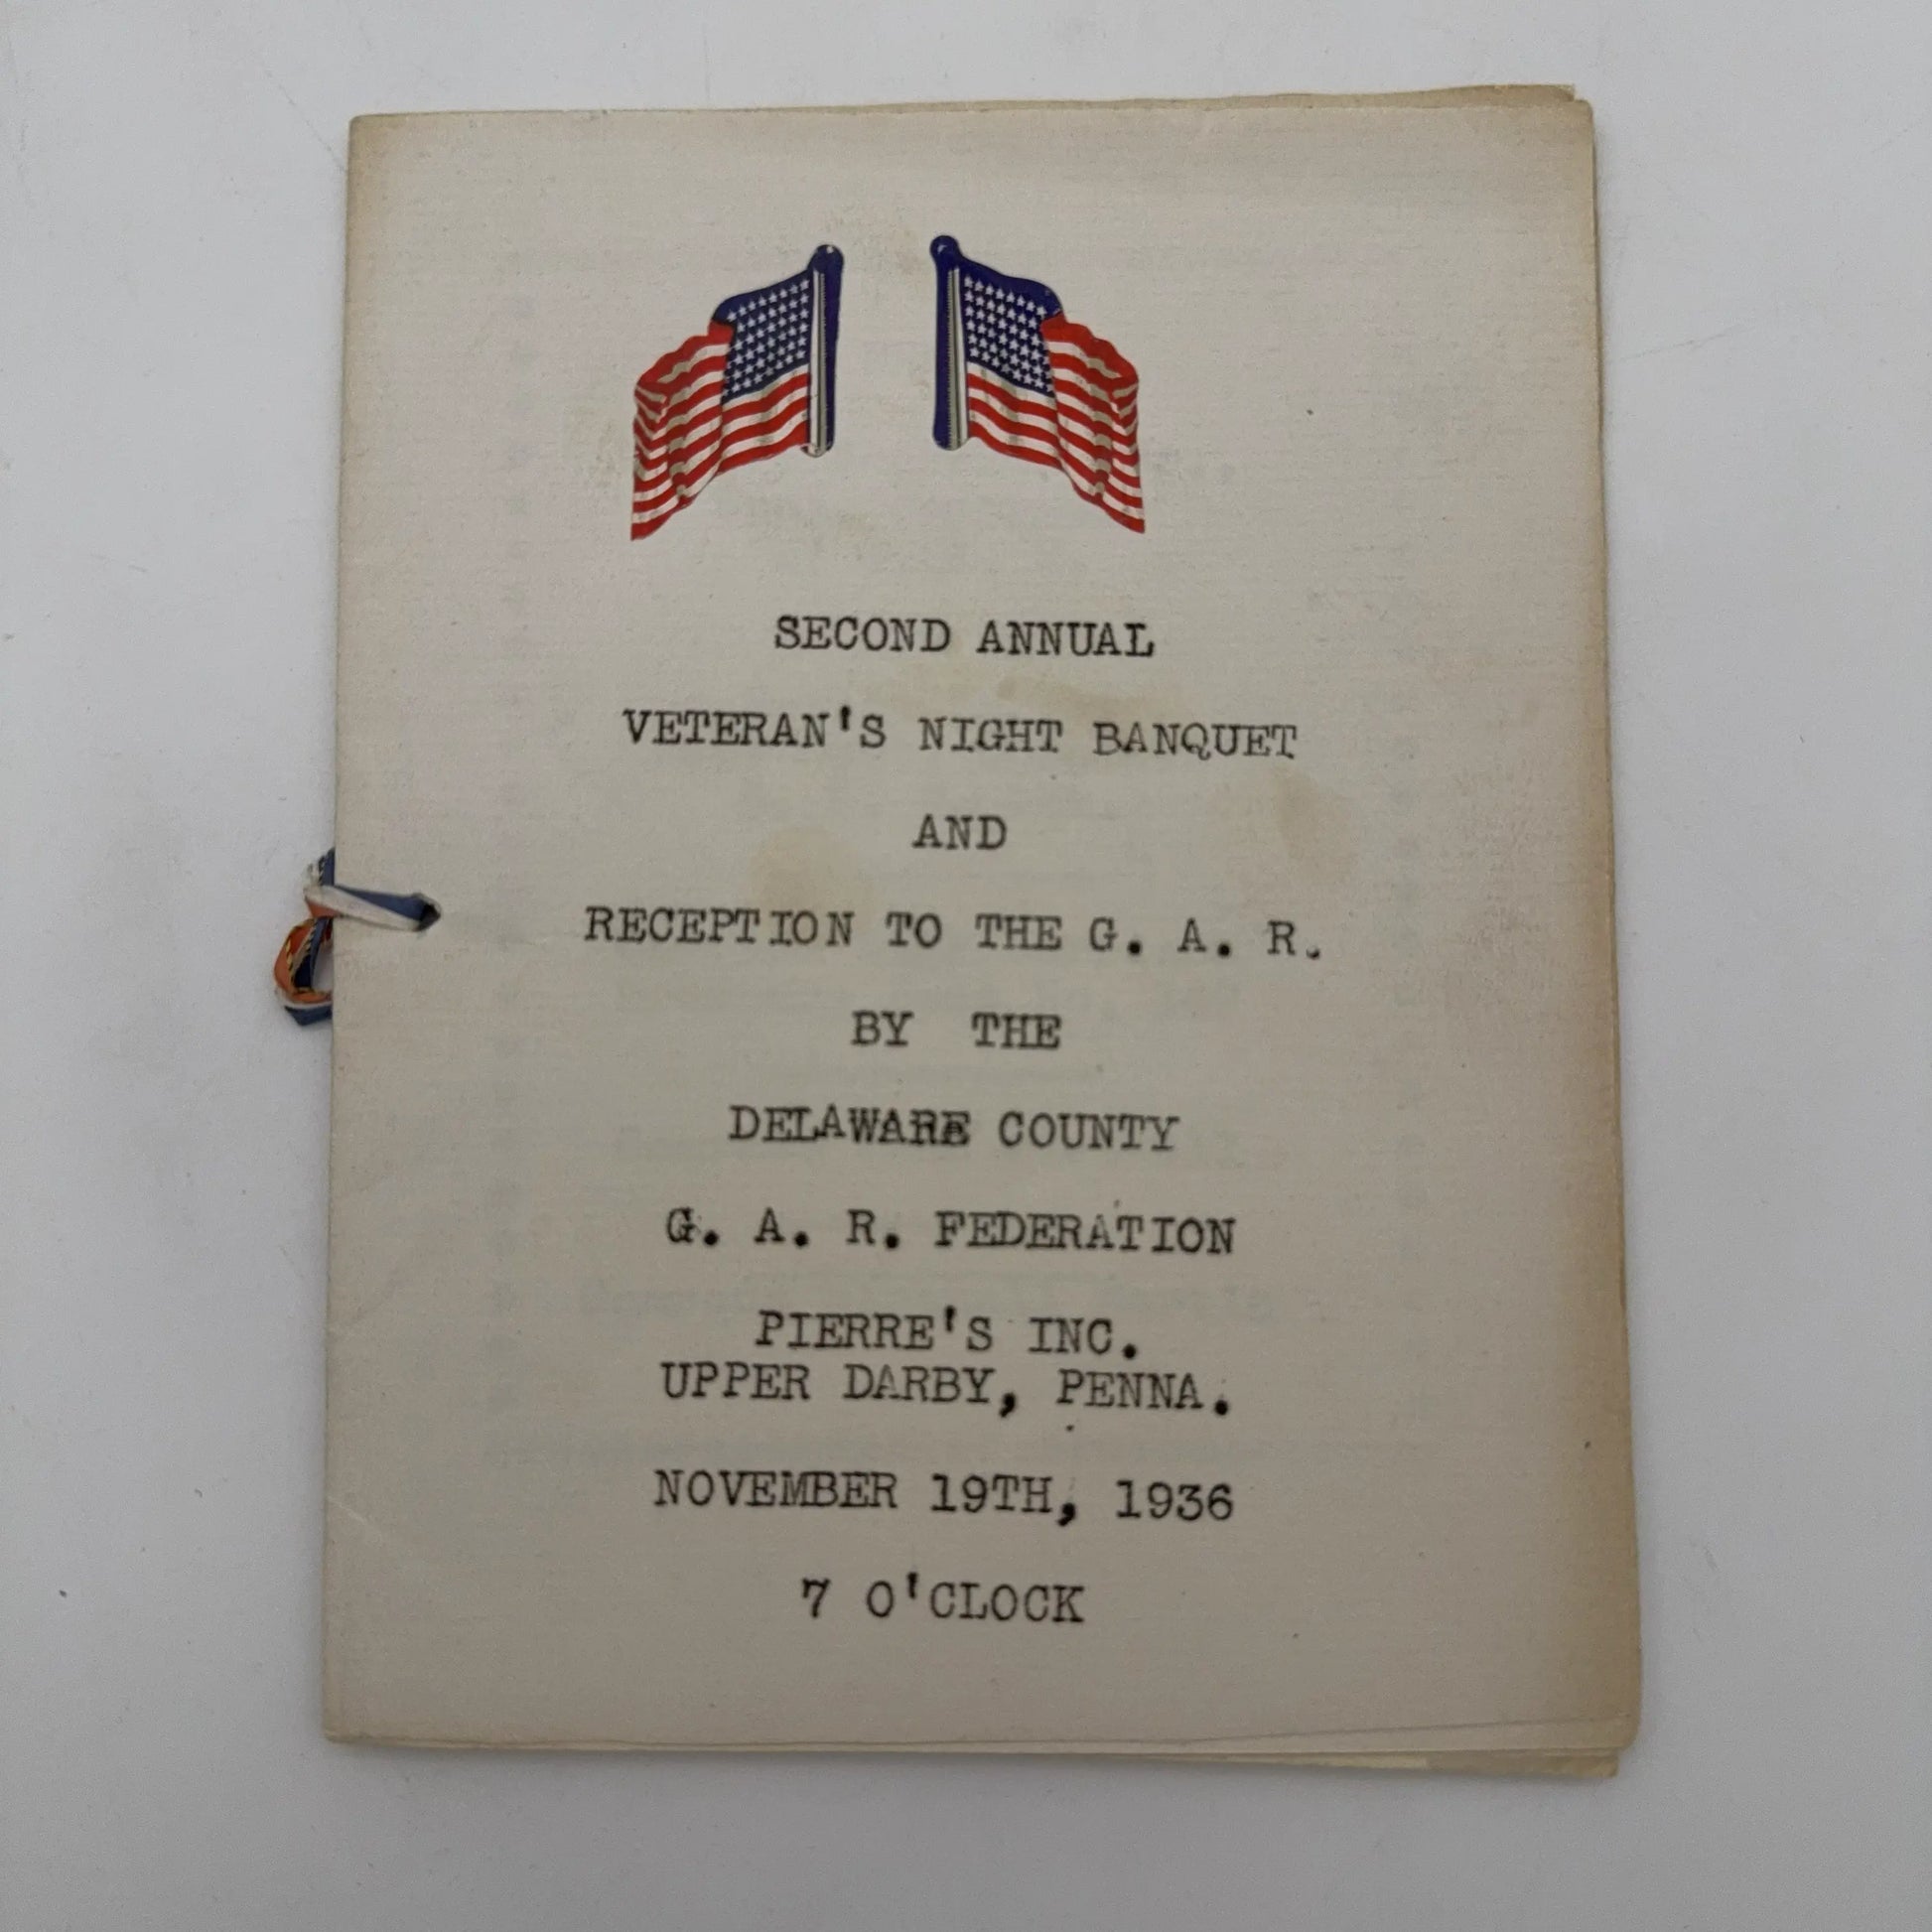 SECOND ANNUAL
VETERAN'S NIGHT BANQUET
AND
RECEPTION TO THE G. A. R.
BY THE
DELAWARE COUNTY
G. A. R. FEDERATION
PIERRE'S INC.
UPPER DARBY, PENNA.
NOVEMBER 19TH, 1936
7 O'CLOCK